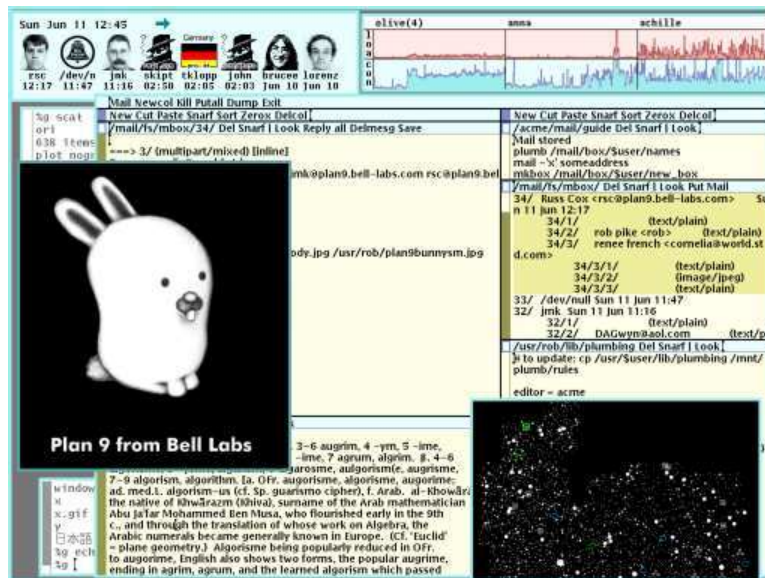 Sun Jun 11 12:45
olive(4) anna achille
Germany
rsc /dev/n jmk skipt tklopp john brucee lorenz
12:17 11:47 11:16 02:50 02:05 02:03 Jun 10 Jun 10
Mail Newcol Kill Putall Dump Exit
New Cut Paste Snarf Sort Zerox Delcol
/mail/fs/mbox/34/ Del Snarf | Look Reply all Delmesg Save
===> 3/ (multipart/mixed) [inline]
jmk@plan9.bell-labs.com rsc@plan9.bel
ody.jpg /usr/rob/plan9bunnysm.jpg
%g scat
ori
638 items
plot nogr
Plan 9 from Bell Labs
New Cut Paste Snarf Sort Zerox Delcol
/acme/mail/guide Del Snarf | Look
Mail stored
plumb /mail/box/$user/names
mail -'x' someaddress
mkbox /mail/box/$user/new_box
/mail/fs/mbox/ Del Snarf | Look Put Mail
34/ Russ Cox <rsc@plan9.bell-labs.com> Su
n 11 Jun 12:17
34/1/ (text/plain)
34/2/ rob pike <rob> (text/plain)
34/3/ renee french <cornelia@world.st
d.com>
34/3/1/ (text/plain)
34/3/2/ (image/jpeg)
34/3/3/ (text/plain)
33/ /dev/null Sun 11 Jun 11:47
32/ jmk Sun 11 Jun 11:16
32/1/ (text/plain)
32/2/ DAGwyn@aol.com (text/p
/usr/rob/lib/plumbing Del Snarf | Look
# to update: cp /usr/$user/lib/plumbing /mnt/
plumb/rules
editor = acme
3-6 augrim, 4 -ym, 5 -ime,
-ime, 7 agrum, algrim, β. 4-6
augarosme, aulgorism(e, augrisme,
7-9 algorism, algorithm. [a. OFr. augorisme, algorisme, augorime;
ad. med.L. algorism-us (cf. Sp. guarismo cipher), f. Arab. al-Khowāra
the native of Khwārazm (Khiva), surname of the Arab mathematician
Abu Ja'far Mohammed Ben Musa, who flourished early in the 9th
c., and through the translation of whose work on Algebra, the
Arabic numerals became generally known in Europe. (Cf. 'Euclid'
= plane geometry.) Algorisme being popularly reduced in OFr.
to augorime, English also shows two forms, the popular augrime,
ending in agrim, agrum, and the learned algorism which passed
window
x
x.gif
y
日本語
%g ech
%g